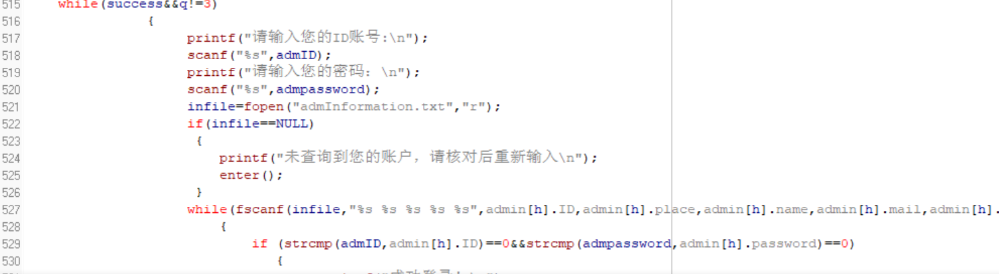 515 while(success&&q!=3)
516 {
517 printf("请输入您的ID账号:\n");
518 scanf("%s",admID);
519 printf("请输入您的密码：\n");
520 scanf("%s",admpassword);
521 infile=fopen("admInformation.txt","r");
522 if(infile==NULL)
523 {
524 printf("未查询到您的账户，请核对后重新输入\n");
525 enter();
526 }
527 while(fscanf(infile,"%s %s %s %s %s",admin[h].ID,admin[h].place,admin[h].name,admin[h].mail,admin[h].
528 {
529 if (strcmp(admID,admin[h].ID)==0&&strcmp(admpassword,admin[h].password)==0)
530 {